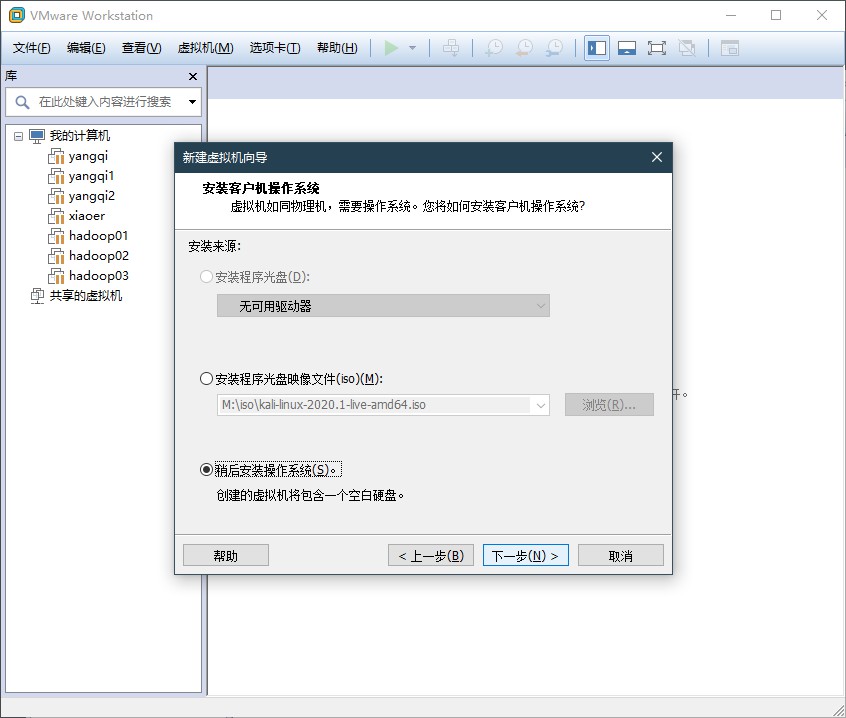 VMware Workstation
文件(F) 编辑(E) 查看(V) 虚拟机(M) 选项卡(T) 帮助(H)
库
在此处键入内容进行搜索
我的计算机
yangqi
yangqi1
yangqi2
xiaoer
hadoop01
hadoop02
hadoop03
共享的虚拟机
新建虚拟机向导
安装客户机操作系统
虚拟机如同物理机，需要操作系统。您将如何安装客户机操作系统?
安装来源:
安装程序光盘(D):
无可用驱动器
安装程序光盘映像文件(iso)(M):
M:\iso\kali-linux-2020.1-live-amd64.iso
浏览(R)...
开。
稍后安装操作系统(S)。
创建的虚拟机将包含一个空白硬盘。
帮助
< 上一步(B)
下一步(N) >
取消